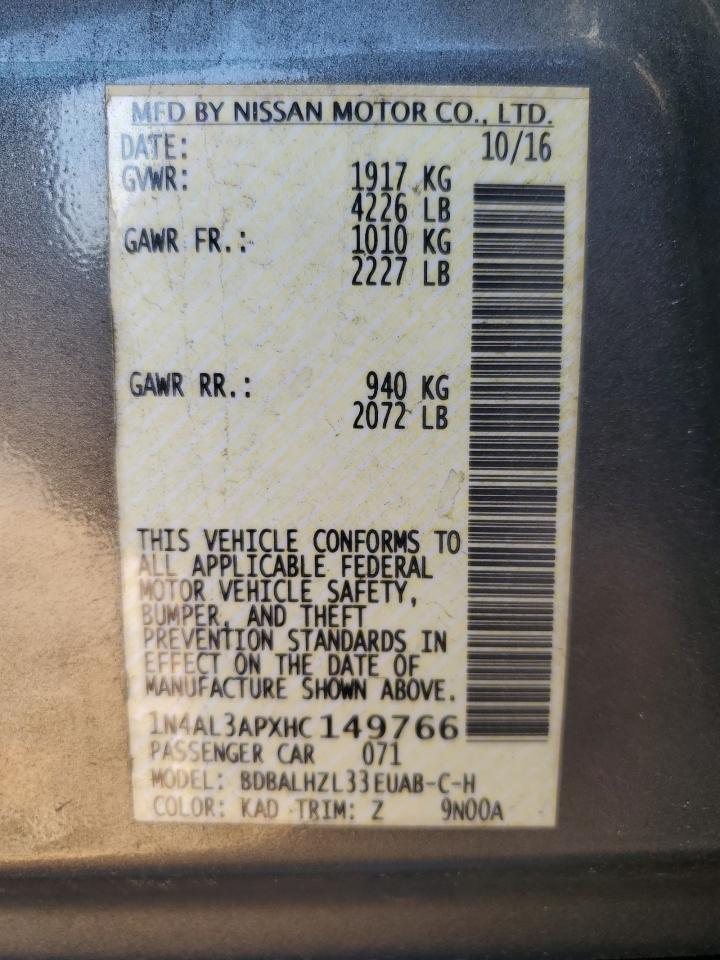 MFD BY NISSAN MOTOR CO., LTD.
DATE: 10/16
GVWR: 1917 KG
4226 LB
GAWR FR.: 1010 KG
2227 LB
GAWR RR.: 940 KG
2072 LB
THIS VEHICLE CONFORMS TO
ALL APPLICABLE FEDERAL
MOTOR VEHICLE SAFETY,
BUMPER, AND THEFT
PREVENTION STANDARDS IN
EFFECT ON THE DATE OF
MANUFACTURE SHOWN ABOVE.
1N4AL3APXHC149766
PASSENGER CAR 071
MODEL: BDBALHZL33EUAB-C-H
COLOR: KAD TRIM: Z 9N00A